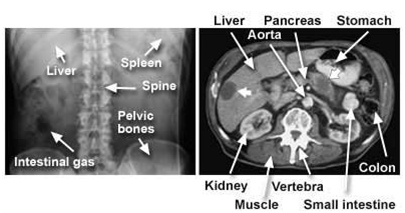 Liver
Spleen
Spine
Pelvic
bones
Intestinal gas
Liver
Pancreas
Stomach
Aorta
Colon
Kidney
Vertebra
Muscle
Small intestine